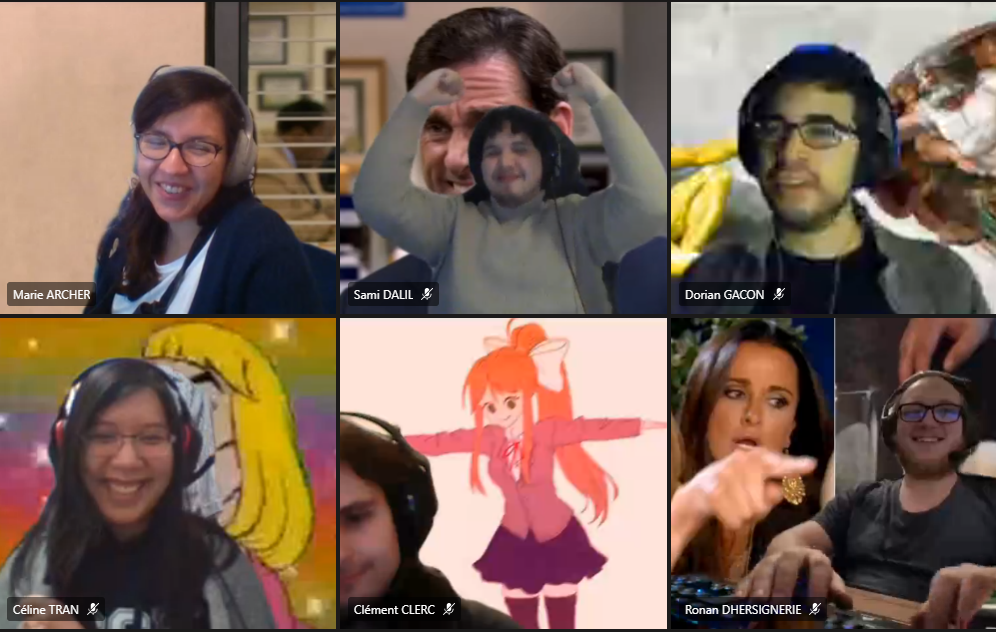 Marie ARCHER
Sami DALIL
Dorian GACON
Céline TRAN
Clément CLERC
Ronan DHERSIGNERIE